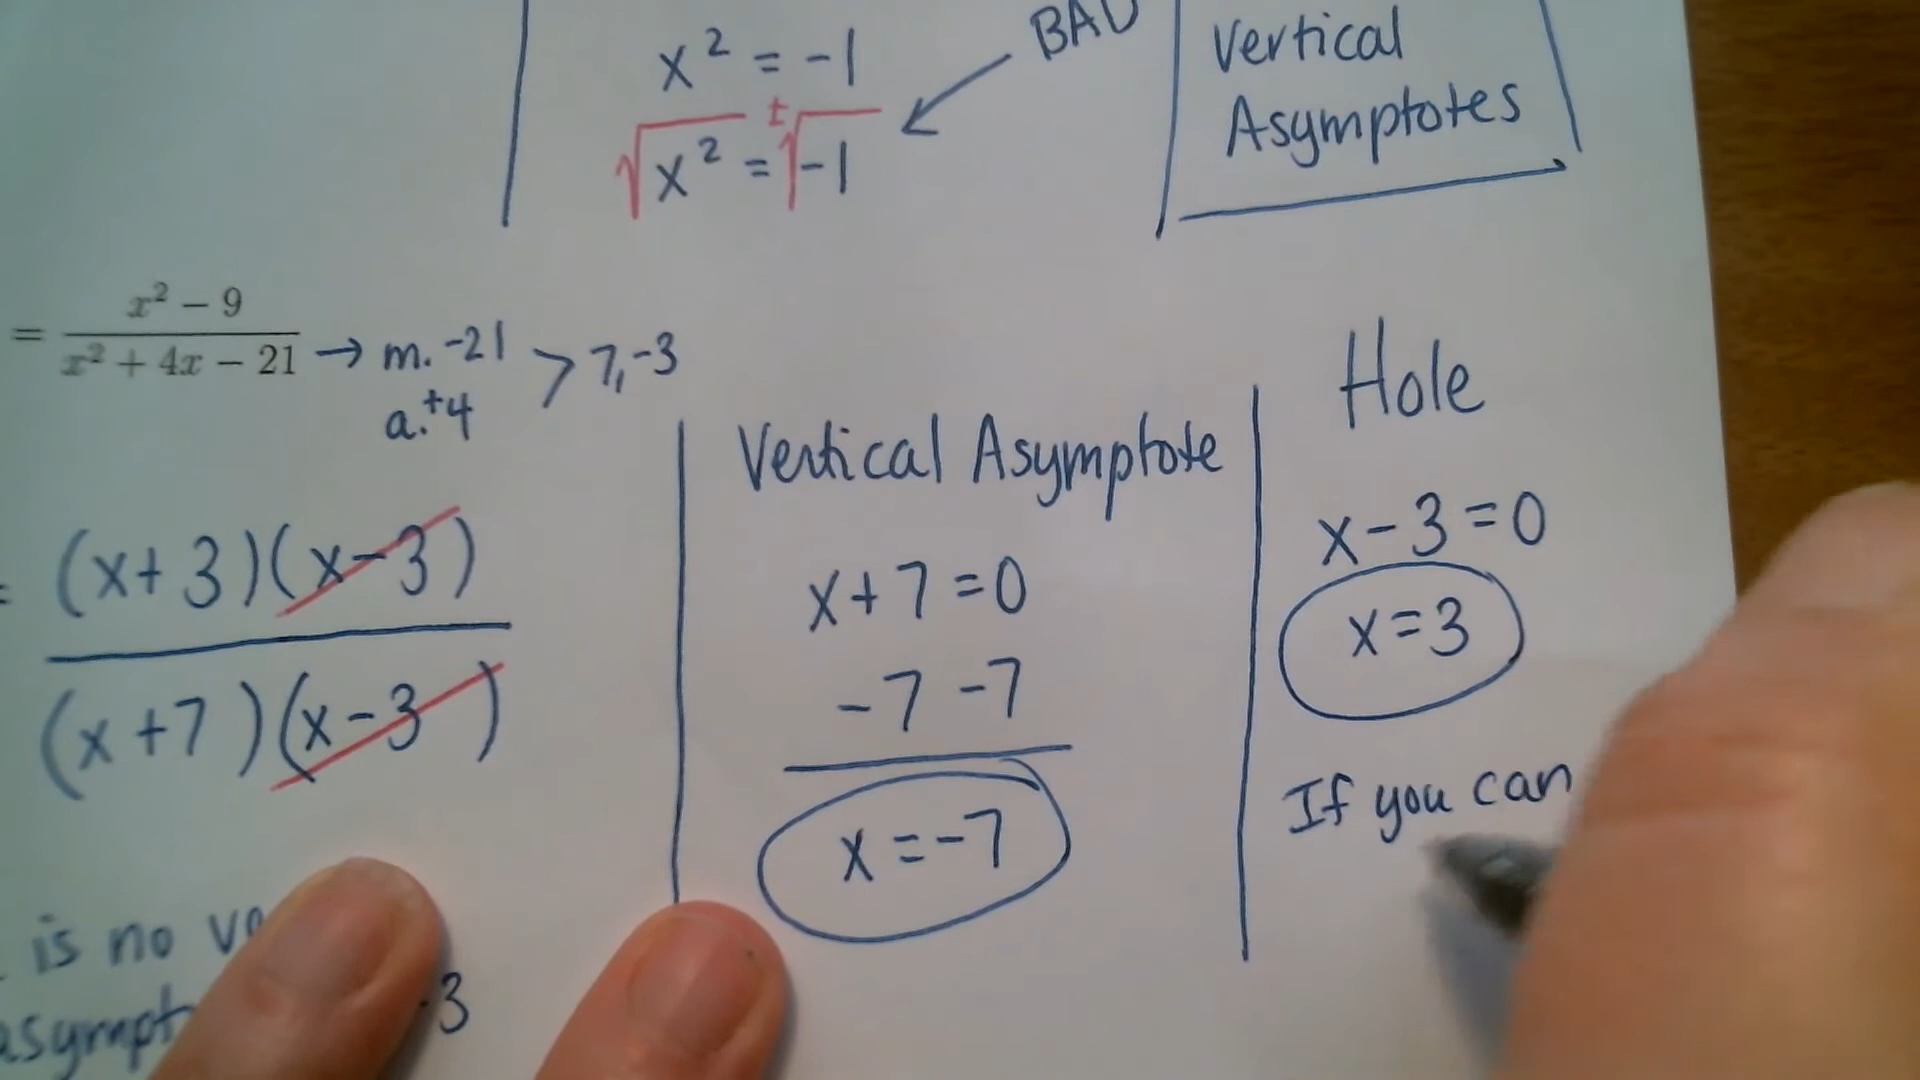 x² = -1
BAD
√x² = ±√-1
Vertical
Asymptotes
= x² - 9 / x² + 4x - 21 → m. -21 > 7, -3
a. +4
(x+3)(x-3)
(x+7)(x-3)
Vertical Asymptote
x+7=0
-7 -7
x=-7
Hole
x-3=0
x=3
If you can
is no
3